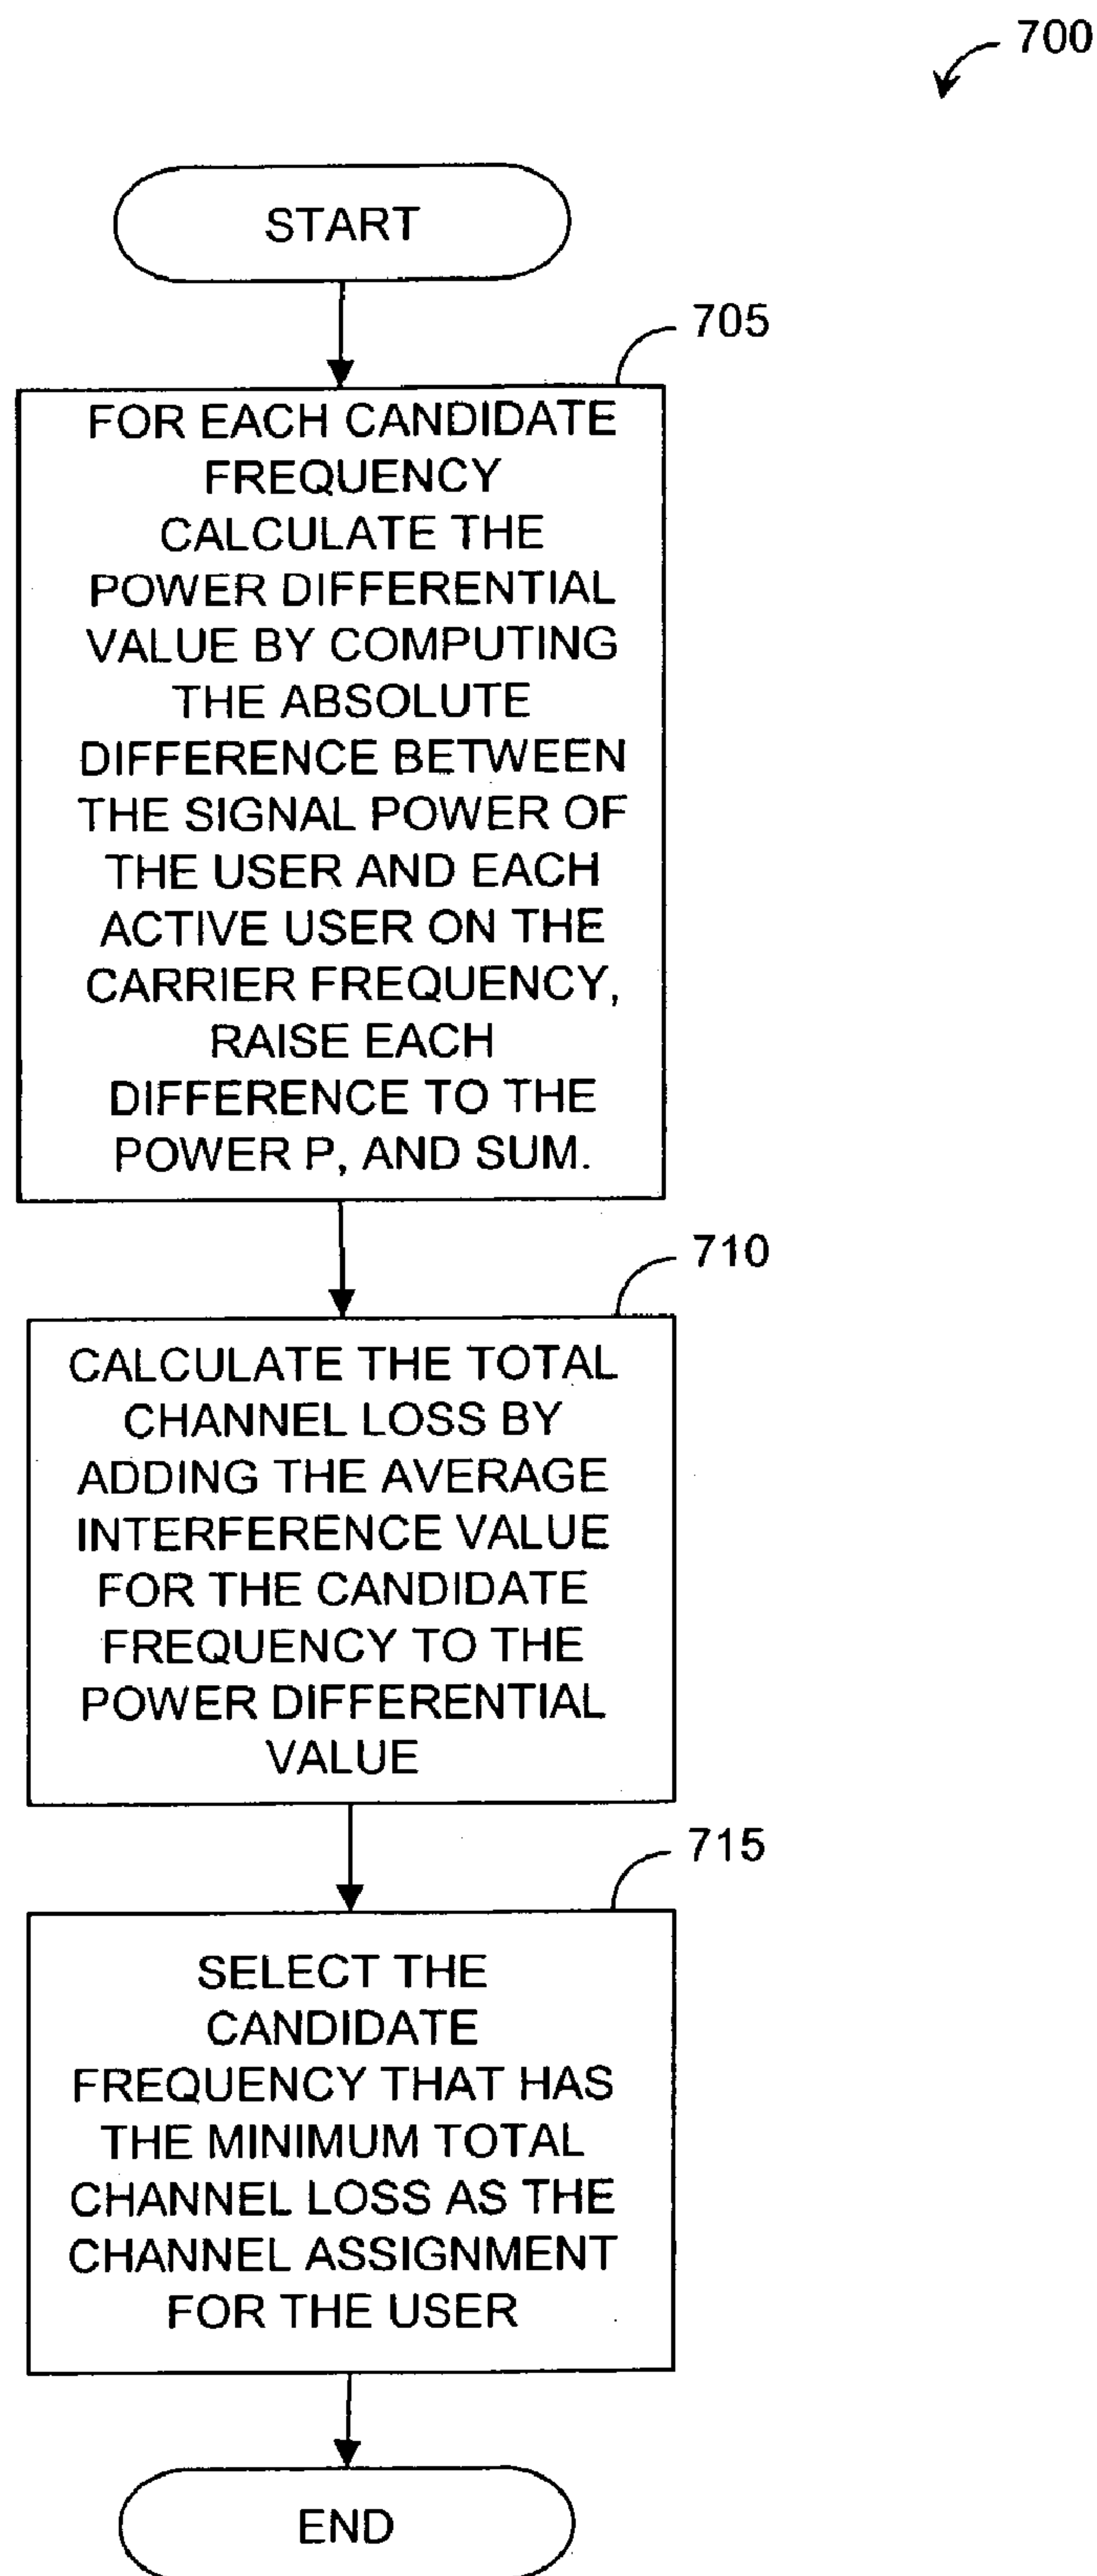 700
START
705
FOR EACH CANDIDATE
FREQUENCY
CALCULATE THE
POWER DIFFERENTIAL
VALUE BY COMPUTING
THE ABSOLUTE
DIFFERENCE BETWEEN
THE SIGNAL POWER OF
THE USER AND EACH
ACTIVE USER ON THE
CARRIER FREQUENCY,
RAISE EACH
DIFFERENCE TO THE
POWER P, AND SUM.
710
CALCULATE THE TOTAL
CHANNEL LOSS BY
ADDING THE AVERAGE
INTERFERENCE VALUE
FOR THE CANDIDATE
FREQUENCY TO THE
POWER DIFFERENTIAL
VALUE
715
SELECT THE
CANDIDATE
FREQUENCY THAT HAS
THE MINIMUM TOTAL
CHANNEL LOSS AS THE
CHANNEL ASSIGNMENT
FOR THE USER
END